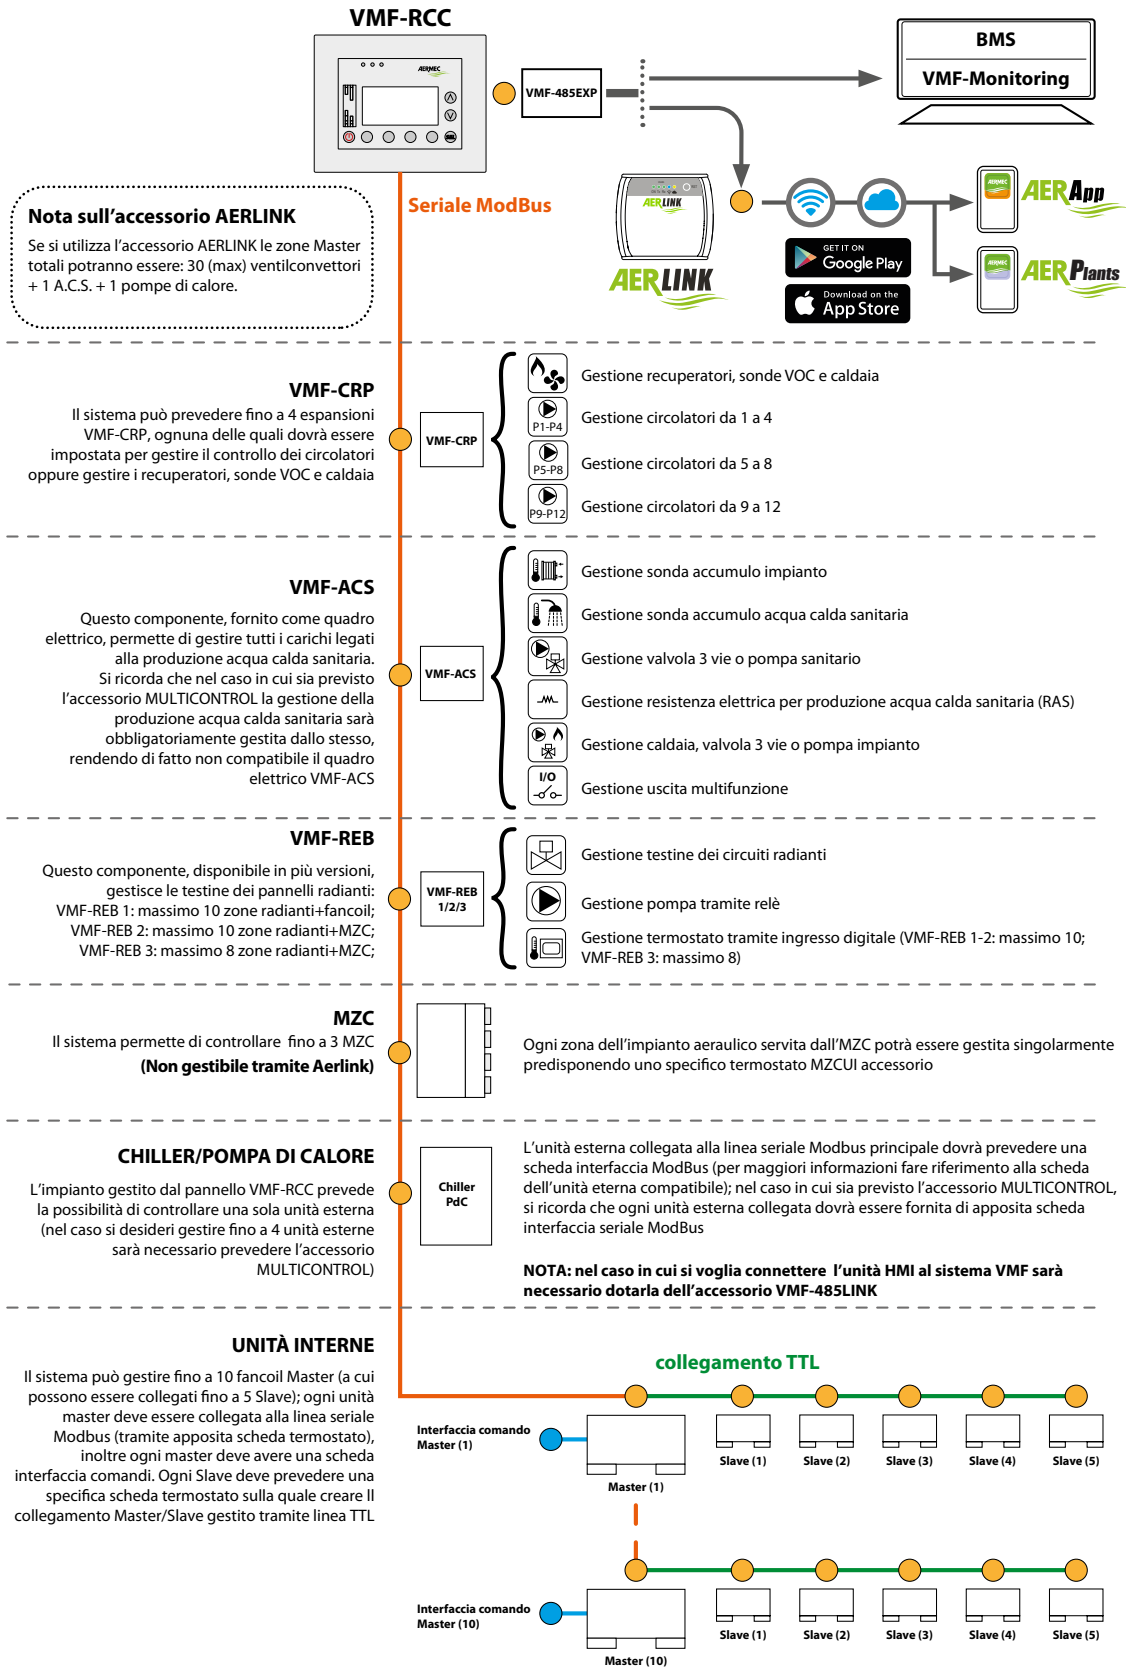 VMF-RCC
AERMEC
VMF-485EXP
BMS
VMF-Monitoring
Seriale ModBus
Nota sull'accessorio AERLINK
Se si utilizza l'accessorio AERLINK le zone Master
totali potranno essere: 30 (max) ventilconvettori
+ 1 A.C.S. + 1 pompe di calore.
AERLINK
AERLINK
GET IT ON
Google Play
Download on the
App Store
AERMEC
AERApp
AERMEC
AERPlants
VMF-CRP
Il sistema può prevedere fino a 4 espansioni
VMF-CRP, ognuna delle quali dovrà essere
impostata per gestire il controllo dei circolatori
oppure gestire i recuperatori, sonde VOC e caldaia
VMF-CRP
Gestione recuperatori, sonde VOC e caldaia
P1-P4
Gestione circolatori da 1 a 4
P5-P8
Gestione circolatori da 5 a 8
P9-P12
Gestione circolatori da 9 a 12
VMF-ACS
Questo componente, fornito come quadro
elettrico, permette di gestire tutti i carichi legati
alla produzione acqua calda sanitaria.
Si ricorda che nel caso in cui sia previsto
l'accessorio MULTICONTROL la gestione della
produzione acqua calda sanitaria sarà
obbligatoriamente gestita dallo stesso,
rendendo di fatto non compatibile il quadro
elettrico VMF-ACS
VMF-ACS
Gestione sonda accumulo impianto
Gestione sonda accumulo acqua calda sanitaria
Gestione valvola 3 vie o pompa sanitario
Gestione resistenza elettrica per produzione acqua calda sanitaria (RAS)
Gestione caldaia, valvola 3 vie o pompa impianto
I/O
Gestione uscita multifunzione
VMF-REB
Questo componente, disponibile in più versioni,
gestisce le testine dei pannelli radianti:
VMF-REB 1: massimo 10 zone radianti+fancoil;
VMF-REB 2: massimo 10 zone radianti+MZC;
VMF-REB 3: massimo 8 zone radianti+MZC;
VMF-REB
1/2/3
Gestione testine dei circuiti radianti
Gestione pompa tramite relè
Gestione termostato tramite ingresso digitale (VMF-REB 1-2: massimo 10;
VMF-REB 3: massimo 8)
MZC
Il sistema permette di controllare fino a 3 MZC
(Non gestibile tramite Aerlink)
Ogni zona dell'impianto aeraulico servita dall'MZC potrà essere gestita singolarmente
predisponendo uno specifico termostato MZCUI accessorio
CHILLER/POMPA DI CALORE
L'impianto gestito dal pannello VMF-RCC prevede
la possibilità di controllare una sola unità esterna
(nel caso si desideri gestire fino a 4 unità esterne
sarà necessario prevedere l'accessorio
MULTICONTROL)
Chiller
PdC
L'unità esterna collegata alla linea seriale Modbus principale dovrà prevedere una
scheda interfaccia ModBus (per maggiori informazioni fare riferimento alla scheda
dell'unità eterna compatibile); nel caso in cui sia previsto l'accessorio MULTICONTROL,
si ricorda che ogni unità esterna collegata dovrà essere fornita di apposita scheda
interfaccia seriale ModBus
NOTA: nel caso in cui si voglia connettere l'unità HMI al sistema VMF sarà
necessario dotarla dell'accessorio VMF-485LINK
UNITÀ INTERNE
Il sistema può gestire fino a 10 fancoil Master (a cui
possono essere collegati fino a 5 Slave); ogni unità
master deve essere collegata alla linea seriale
Modbus (tramite apposita scheda termostato),
inoltre ogni master deve avere una scheda
interfaccia comandi. Ogni Slave deve prevedere una
specifica scheda termostato sulla quale creare Il
collegamento Master/Slave gestito tramite linea TTL
collegamento TTL
Interfaccia comando
Master (1)
Master (1)
Slave (1)
Slave (2)
Slave (3)
Slave (4)
Slave (5)
Interfaccia comando
Master (10)
Master (10)
Slave (1)
Slave (2)
Slave (3)
Slave (4)
Slave (5)